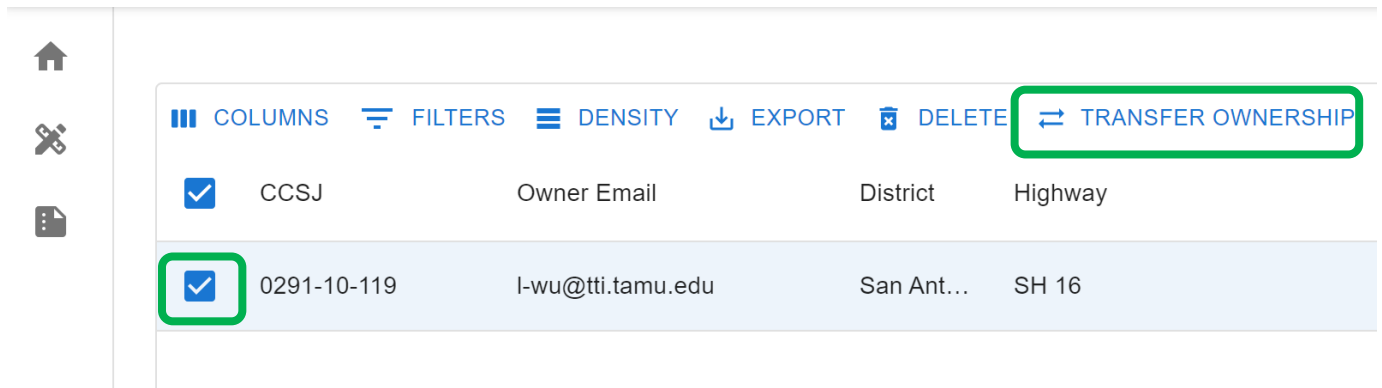 COLUMNS FILTERS DENSITY EXPORT DELETE TRANSFER OWNERSHIP
CCSJ Owner Email District Highway
0291-10-119 l-wu@tti.tamu.edu San Ant... SH 16